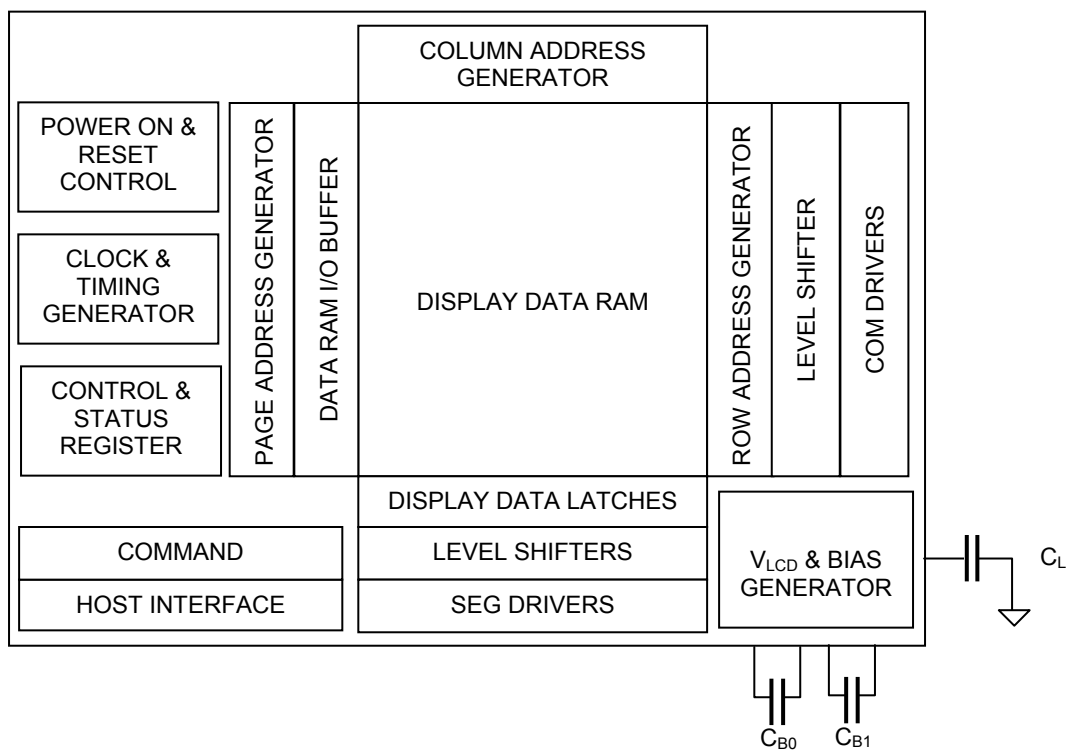 COLUMN ADDRESS
GENERATOR
POWER ON &
RESET
CONTROL
CLOCK &
TIMING
GENERATOR
CONTROL &
STATUS
REGISTER
PAGE ADDRESS GENERATOR
DATA RAM I/O BUFFER
DISPLAY DATA RAM
ROW ADDRESS GENERATOR
LEVEL SHIFTER
COM DRIVERS
DISPLAY DATA LATCHES
COMMAND
LEVEL SHIFTERS
HOST INTERFACE
SEG DRIVERS
VLCD & BIAS
GENERATOR
CL
CB0
CB1